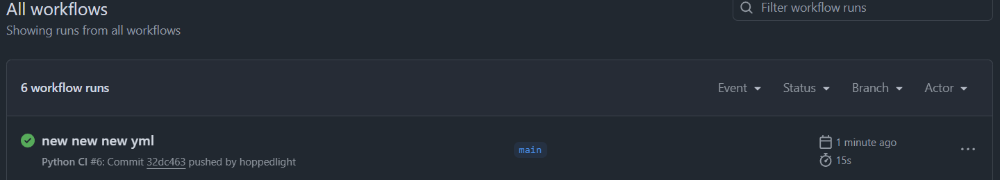 All workflows
Filter workflow runs
Showing runs from all workflows
6 workflow runs
Event
Status
Branch
Actor
new new new yml
main
1 minute ago
Python CI #6: Commit 32dc463 pushed by hoppedlight
15s